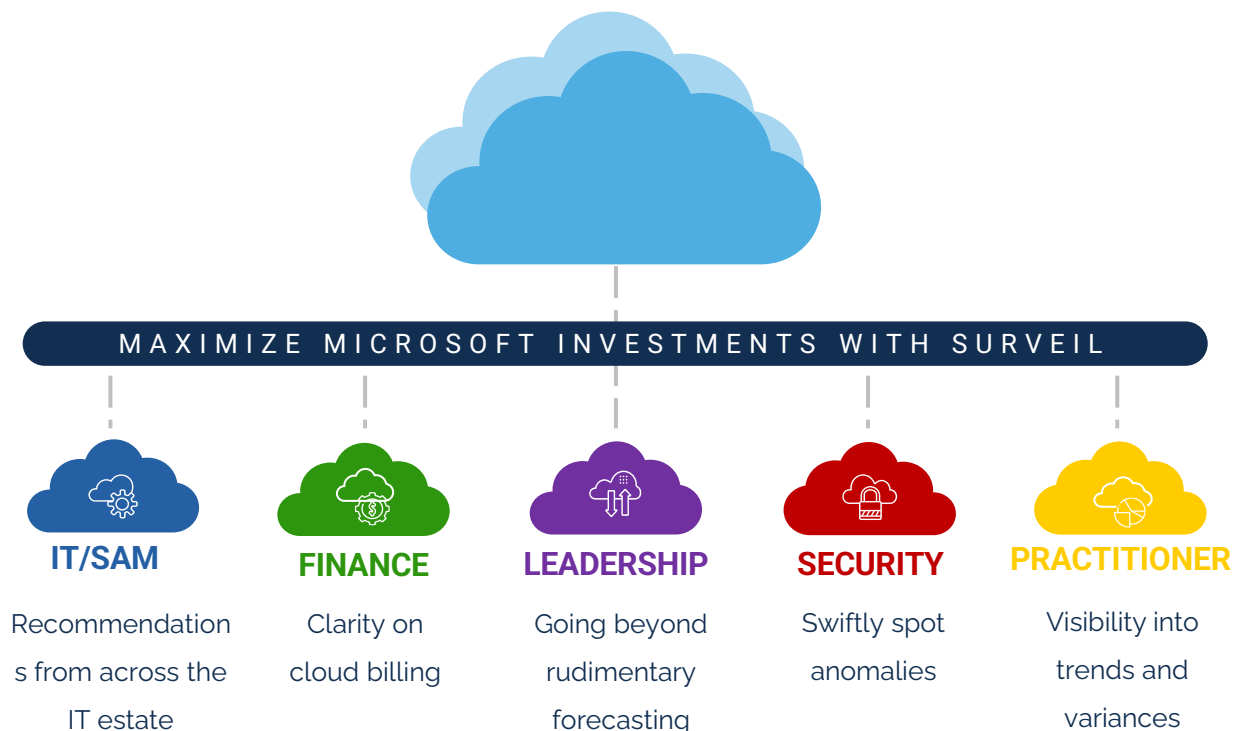 MAXIMIZE MICROSOFT INVESTMENTS WITH SURVEIL
IT/SAM
Recommendation
s from across the
IT estate
FINANCE
Clarity on
cloud billing
LEADERSHIP
Going beyond
rudimentary
forecasting
SECURITY
Swiftly spot
anomalies
PRACTITIONER
Visibility into
trends and
variances